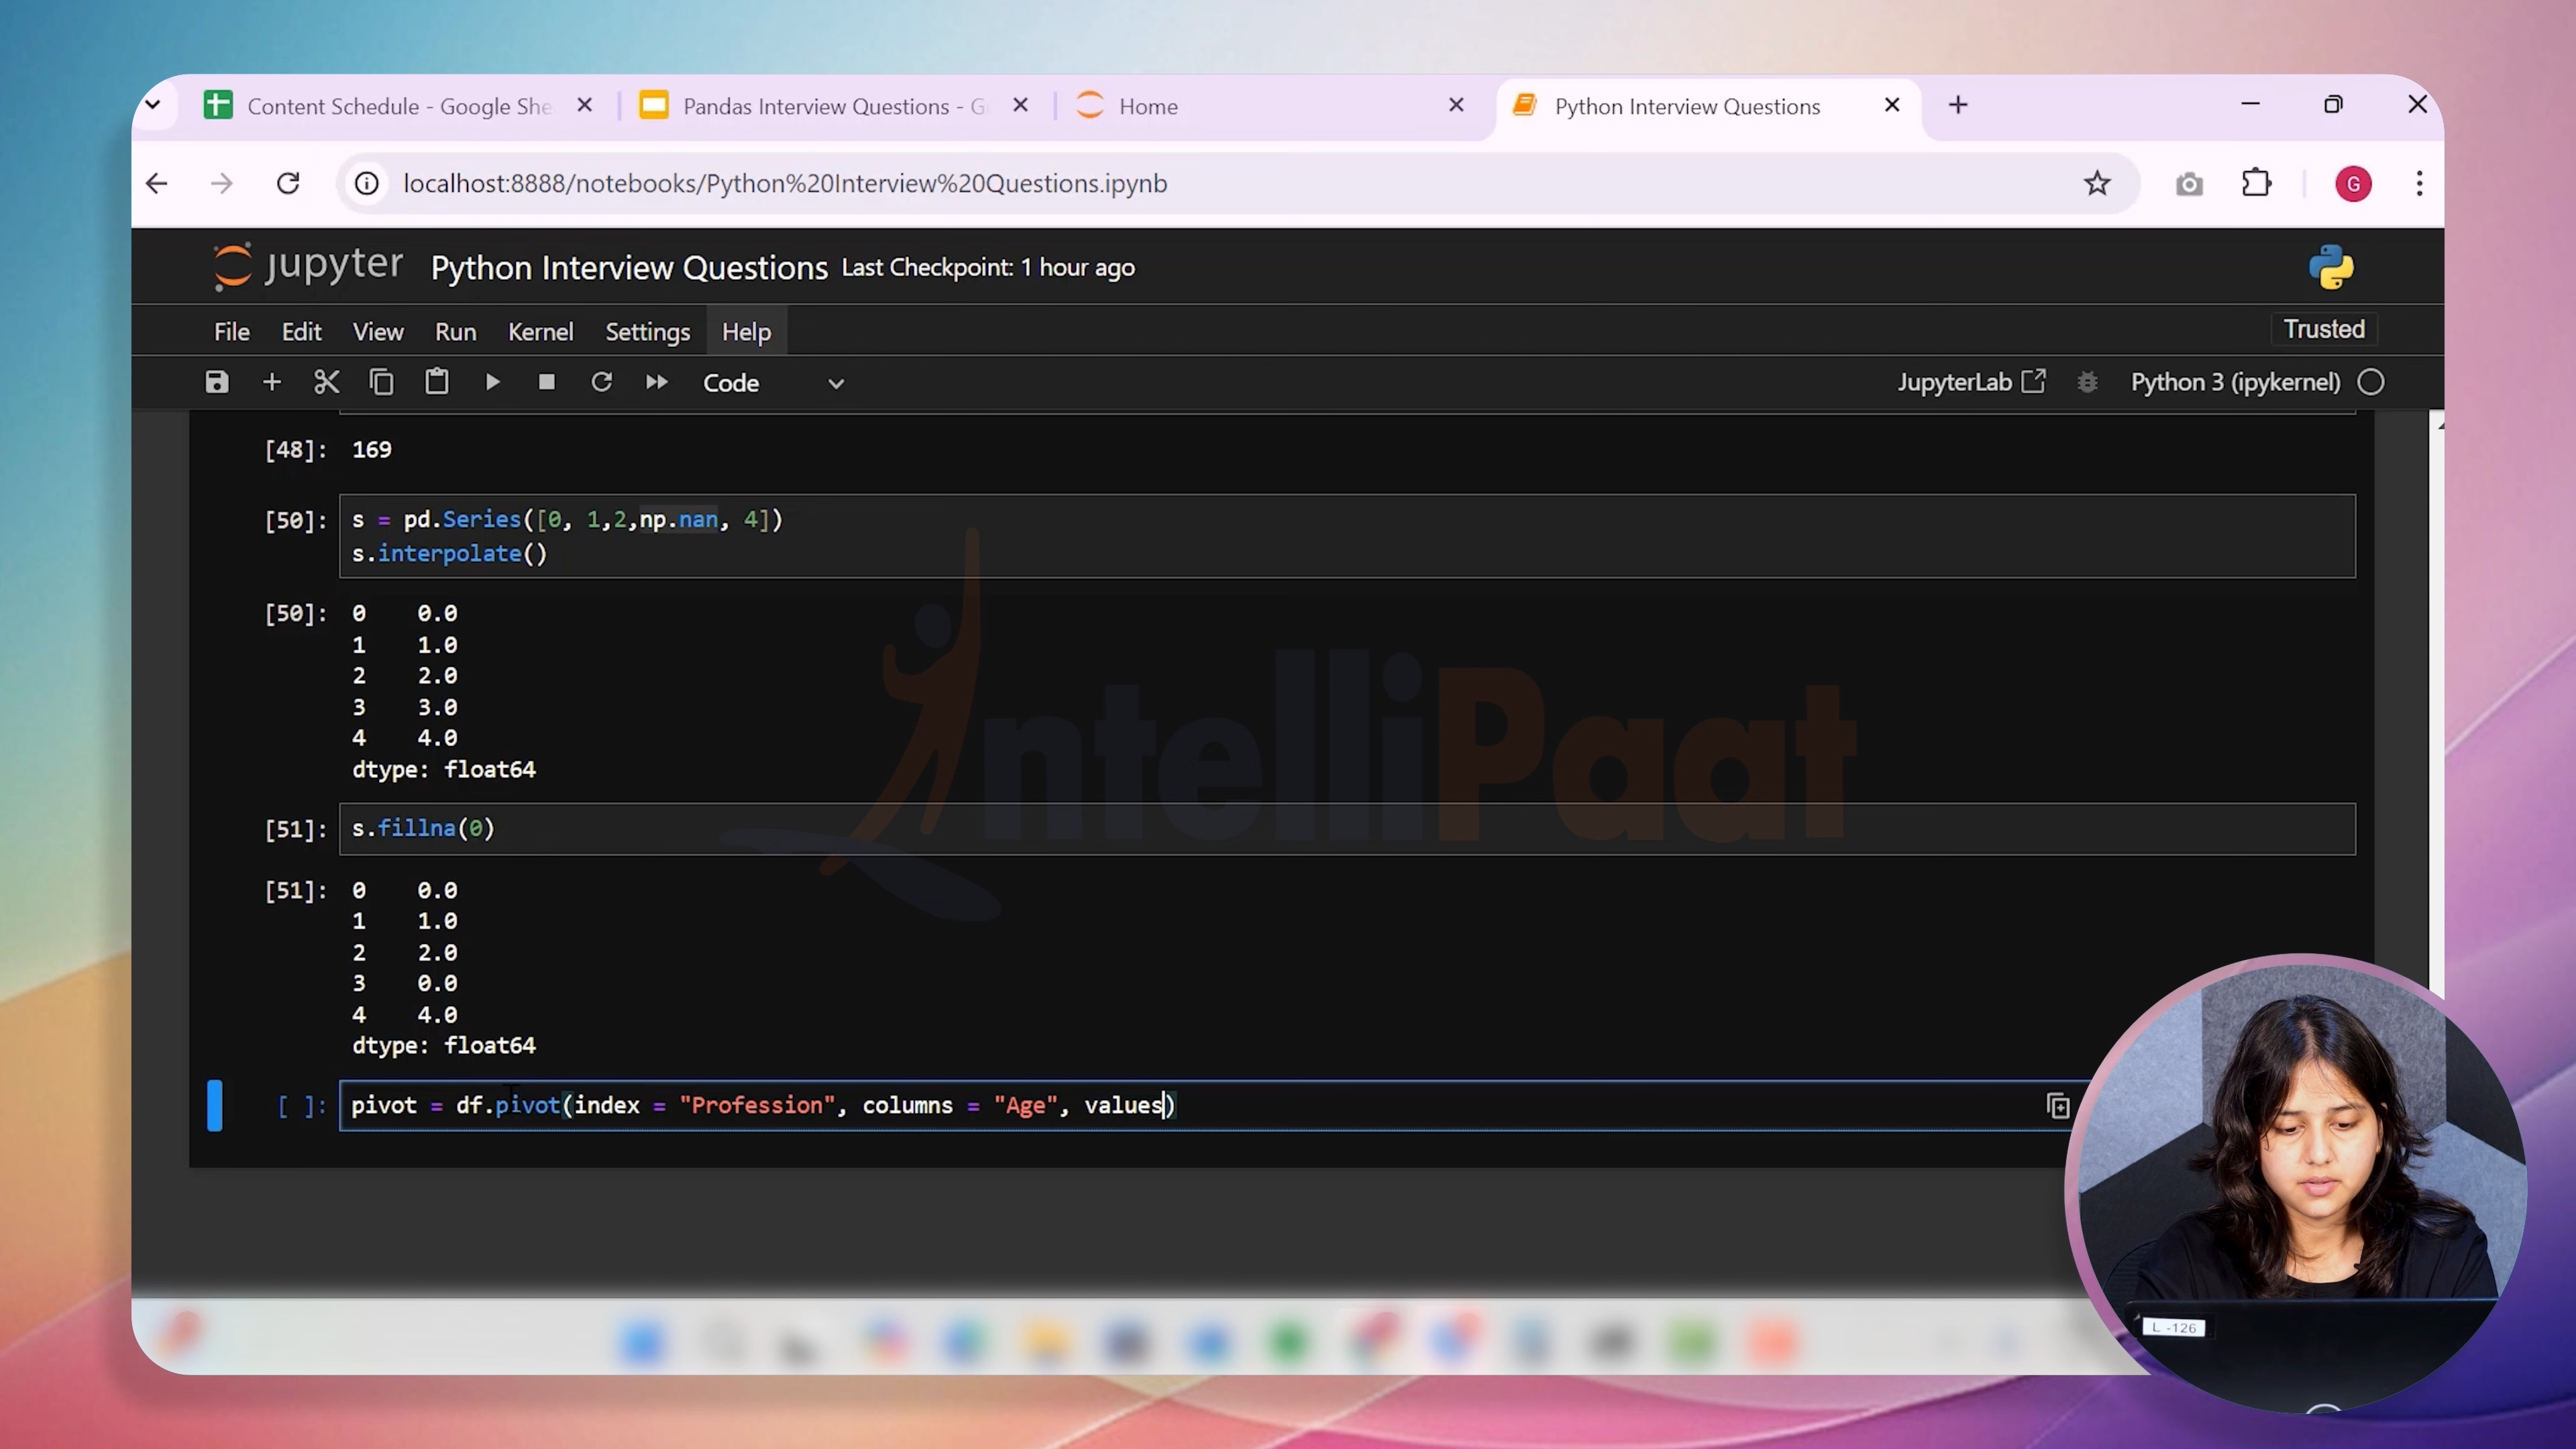 Content Schedule - Google She
Pandas Interview Questions - G
Home
Python Interview Questions
localhost:8888/notebooks/Python%20Interview%20Questions.ipynb
G
jupyter Python Interview Questions Last Checkpoint: 1 hour ago
File Edit View Run Kernel Settings Help
Trusted
Code
JupyterLab
Python 3 (ipykernel)
[48]: 169
[50]: s = pd.Series([0, 1,2,np.nan, 4])
s.interpolate()
[50]: 0 0.0
1 1.0
2 2.0
3 3.0
4 4.0
dtype: float64
IntelliPaat
[51]: s.fillna(0)
[51]: 0 0.0
1 1.0
2 2.0
3 0.0
4 4.0
dtype: float64
[ ]: pivot = df.pivot(index = "Profession", columns = "Age", values)
L -126